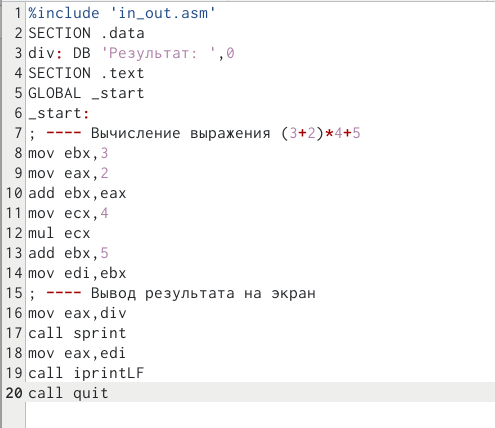 1 %include 'in_out.asm'
2 SECTION .data
3 div: DB 'Результат: ',0
4 SECTION .text
5 GLOBAL _start
6 _start:
7 ; ---- Вычисление выражения (3+2)*4+5
8 mov ebx,3
9 mov eax,2
10 add ebx,eax
11 mov ecx,4
12 mul ecx
13 add ebx,5
14 mov edi,ebx
15 ; ---- Вывод результата на экран
16 mov eax,div
17 call sprint
18 mov eax,edi
19 call iprintLF
20 call quit